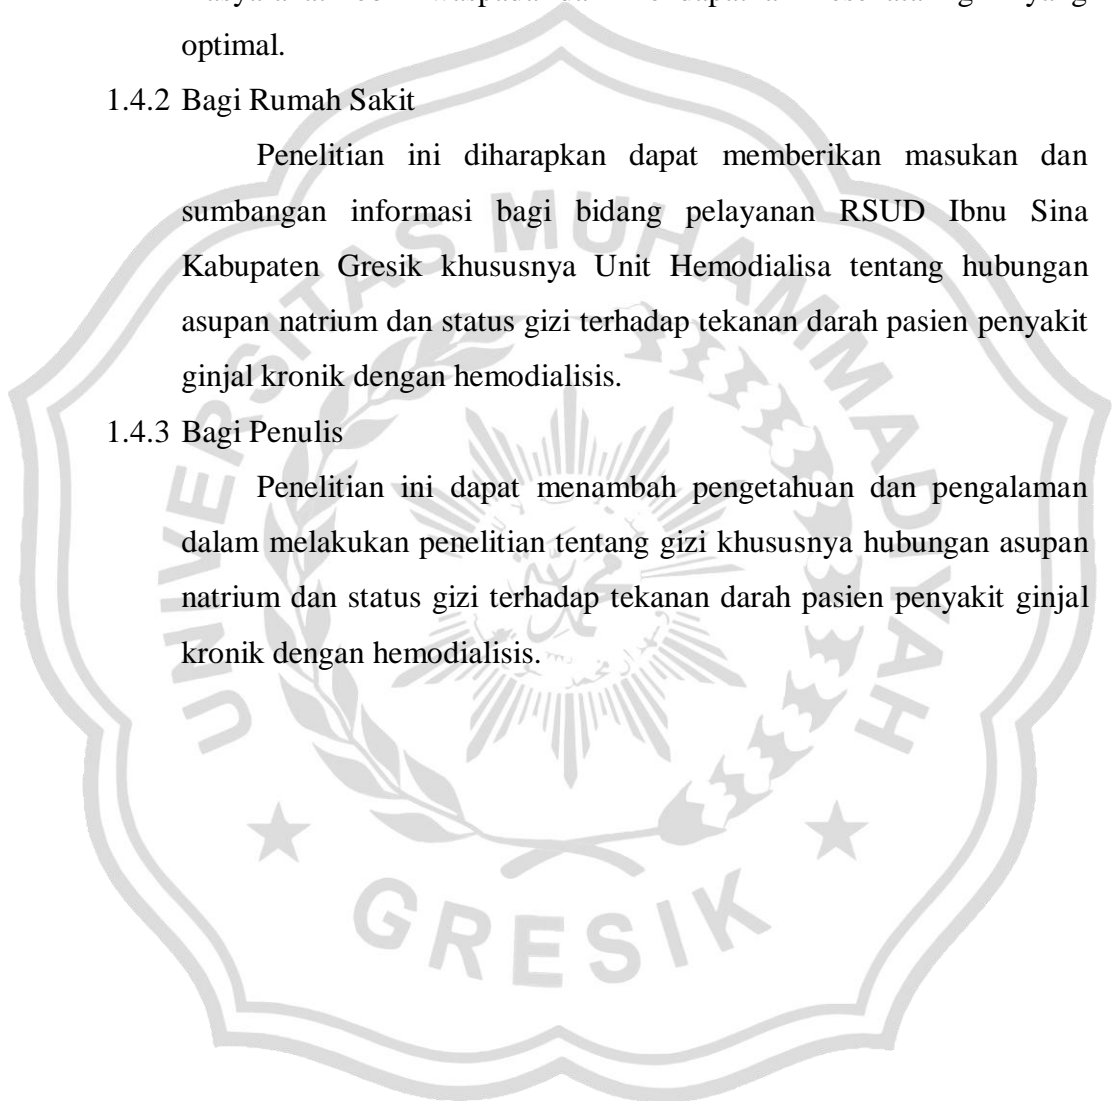 optimal.
1.4.2 Bagi Rumah Sakit
Penelitian ini diharapkan dapat memberikan masukan dan
sumbangan informasi bagi bidang pelayanan RSUD Ibnu Sina
Kabupaten Gresik khususnya Unit Hemodialisa tentang hubungan
asupan natrium dan status gizi terhadap tekanan darah pasien penyakit
ginjal kronik dengan hemodialisis.
1.4.3 Bagi Penulis
Penelitian ini dapat menambah pengetahuan dan pengalaman
dalam melakukan penelitian tentang gizi khususnya hubungan asupan
natrium dan status gizi terhadap tekanan darah pasien penyakit ginjal
kronik dengan hemodialisis.
UNIVERSITAS MUHAMMADIYAH
GRESIK